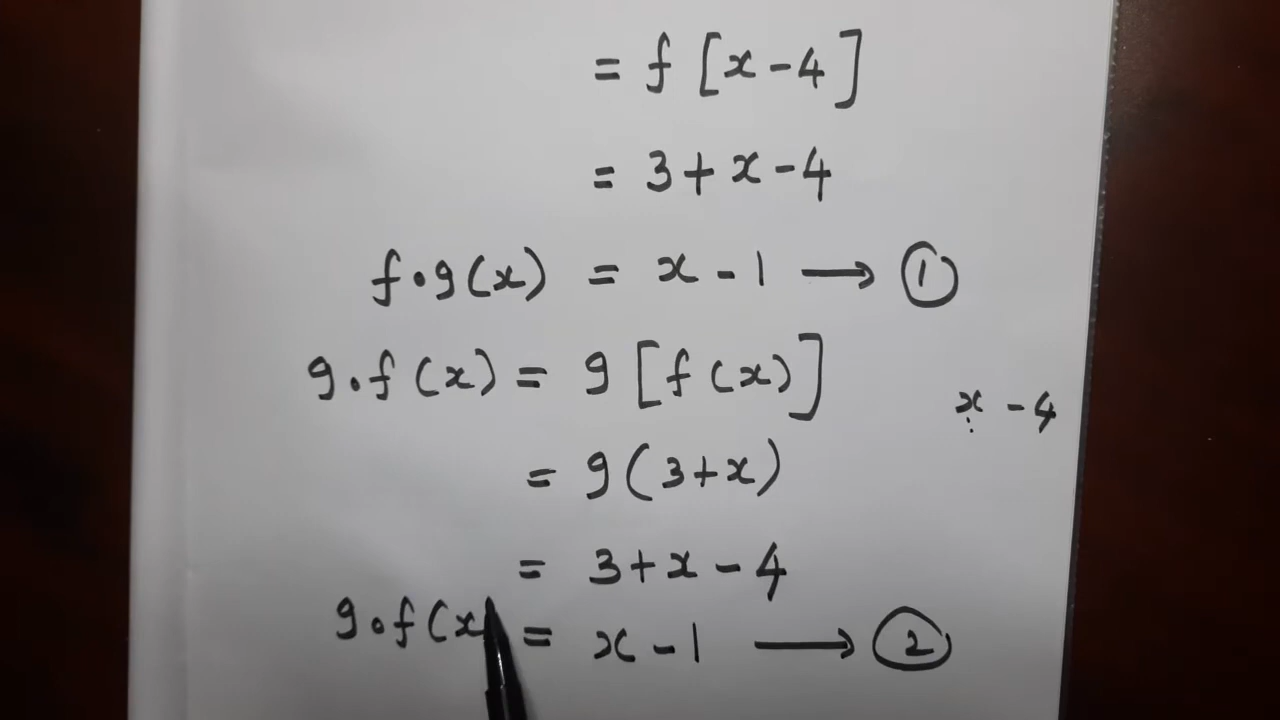 = f [x-4]
= 3+x-4
f∘g(x) = x-1 ⟶ ①
g∘f(x) = g[f(x)]
x-4
= g(3+x)
= 3+x-4
g∘f(x) = x-1 ⟶ ②